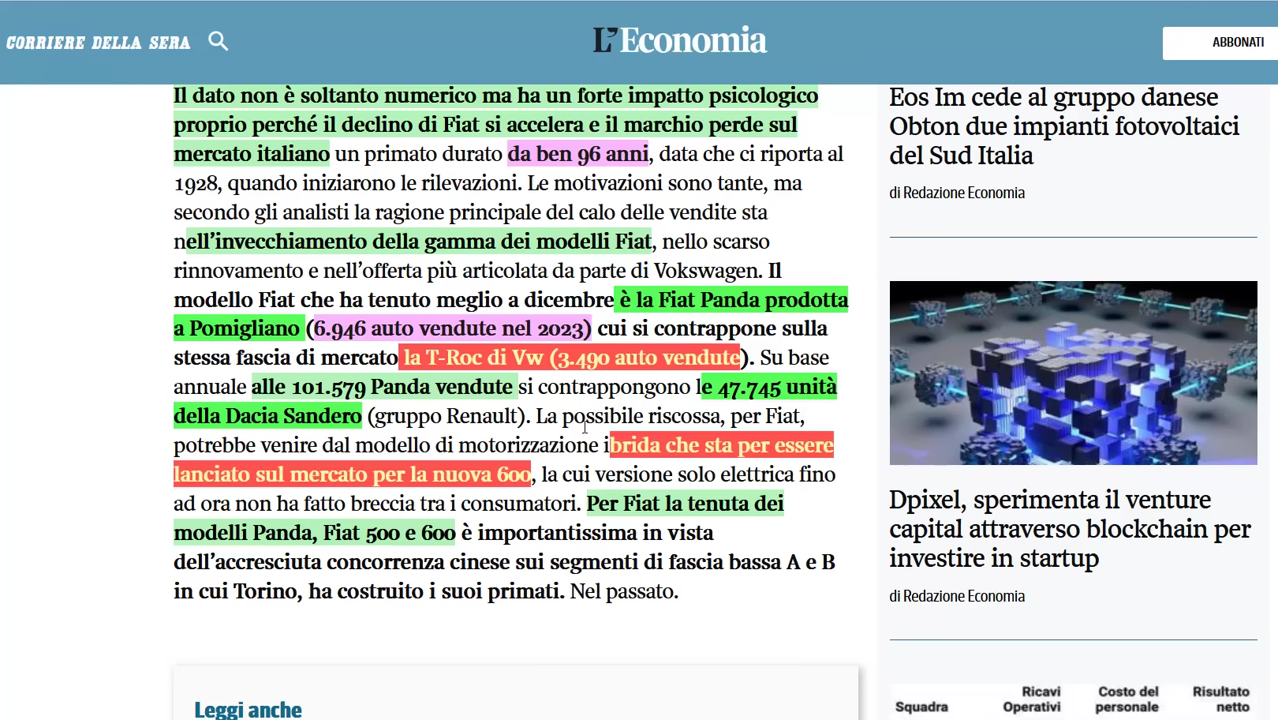 CORRIERE DELLA SERA
L'Economia
ABBONATI
Il dato non è soltanto numerico ma ha un forte impatto psicologico
proprio perché il declino di Fiat si accelera e il marchio perde sul
mercato italiano un primato durato da ben 96 anni, data che ci riporta al
1928, quando iniziarono le rilevazioni. Le motivazioni sono tante, ma
secondo gli analisti la ragione principale del calo delle vendite sta
nell'invecchiamento della gamma dei modelli Fiat, nello scarso
rinnovamento e nell'offerta più articolata da parte di Vokswagen. Il
modello Fiat che ha tenuto meglio a dicembre è la Fiat Panda prodotta
a Pomigliano (6.946 auto vendute nel 2023) cui si contrappone sulla
stessa fascia di mercato la T-Roc di Vw (3.490 auto vendute). Su base
annuale alle 101.579 Panda vendute si contrappongono le 47.745 unità
della Dacia Sandero (gruppo Renault). La possibile riscossa, per Fiat,
potrebbe venire dal modello di motorizzazione ibrida che sta per essere
lanciato sul mercato per la nuova 600, la cui versione solo elettrica fino
ad ora non ha fatto breccia tra i consumatori. Per Fiat la tenuta dei
modelli Panda, Fiat 500 e 600 è importantissima in vista
dell'accresciuta concorrenza cinese sui segmenti di fascia bassa A e B
in cui Torino, ha costruito i suoi primati. Nel passato.
Leggi anche
Eos Im cede al gruppo danese
Obton due impianti fotovoltaici
del Sud Italia
di Redazione Economia
Dpixel, sperimenta il venture
capital attraverso blockchain per
investire in startup
di Redazione Economia
Squadra Ricavi Operativi Costo del personale Risultato netto